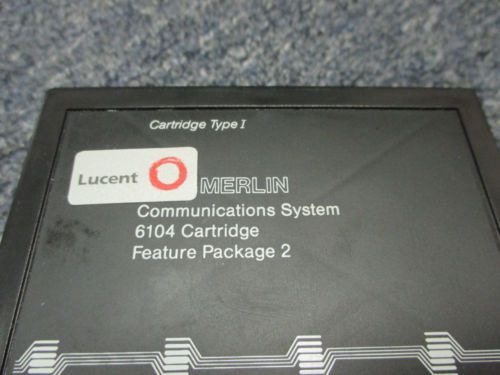 Cartridge Type I
Lucent
MERLIN
Communications System
6104 Cartridge
Feature Package 2